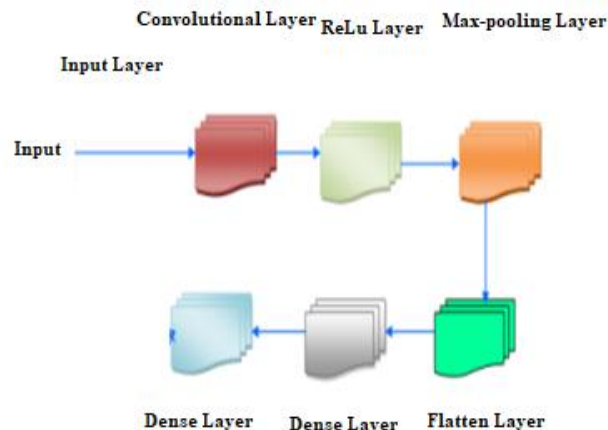 Convolutional Layer
ReLu Layer
Max-pooling Layer
Input Layer
Input
Dense Layer
Dense Layer
Flatten Layer